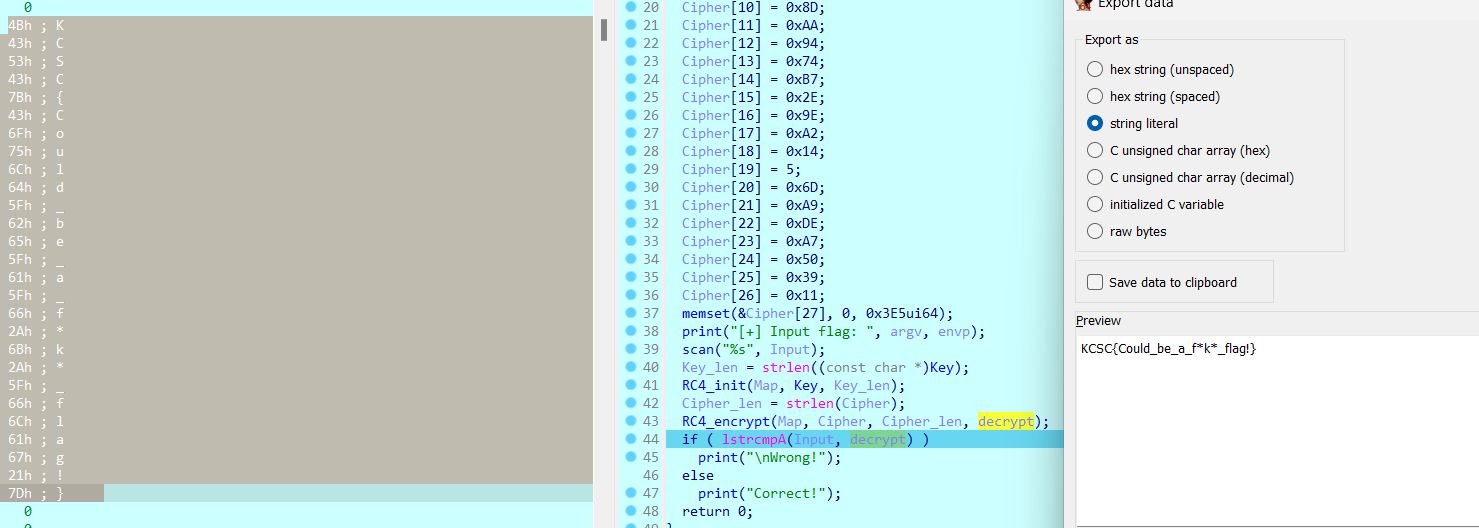 0
4Bh ; K
43h ; C
53h ; S
43h ; C
7Bh ; {
43h ; C
6Fh ; o
75h ; u
6Ch ; l
64h ; d
5Fh ; _
62h ; b
65h ; e
5Fh ; _
61h ; a
5Fh ; _
66h ; f
2Ah ; *
6Bh ; k
2Ah ; *
5Fh ; _
66h ; f
6Ch ; l
61h ; a
67h ; g
21h ; !
7Dh ; }
0
20 Cipher[10] = 0x8D;
21 Cipher[11] = 0xAA;
22 Cipher[12] = 0x94;
23 Cipher[13] = 0x74;
24 Cipher[14] = 0xB7;
25 Cipher[15] = 0x2E;
26 Cipher[16] = 0x9E;
27 Cipher[17] = 0xA2;
28 Cipher[18] = 0x14;
29 Cipher[19] = 5;
30 Cipher[20] = 0x6D;
31 Cipher[21] = 0xA9;
32 Cipher[22] = 0xDE;
33 Cipher[23] = 0xA7;
34 Cipher[24] = 0x50;
35 Cipher[25] = 0x39;
36 Cipher[26] = 0x11;
37 memset(&Cipher[27], 0, 0x3E5ui64);
38 print("[+] Input flag: ", argv, envp);
39 scan("%s", Input);
40 Key_len = strlen((const char *)Key);
41 RC4_init(Map, Key, Key_len);
42 Cipher_len = strlen(Cipher);
43 RC4_encrypt(Map, Cipher, Cipher_len, decrypt);
44 if ( lstrcmpA(Input, decrypt) )
45 print("\nWrong!");
46 else
47 print("Correct!");
48 return 0;
Export data
Export as
hex string (unspaced)
hex string (spaced)
string literal
C unsigned char array (hex)
C unsigned char array (decimal)
initialized C variable
raw bytes
Save data to clipboard
Preview
KCSC{Could_be_a_f*k*_flag!}